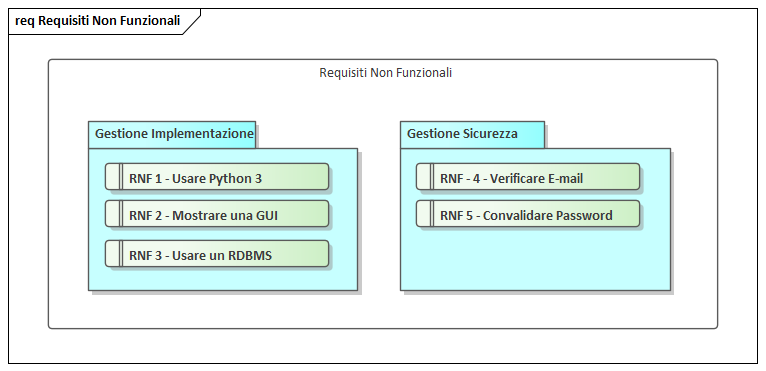 req Requisiti Non Funzionali
Requisiti Non Funzionali
Gestione Implementazione
RNF 1 - Usare Python 3
RNF 2 - Mostrare una GUI
RNF 3 - Usare un RDBMS
Gestione Sicurezza
RNF - 4 - Verificare E-mail
RNF 5 - Convalidare Password